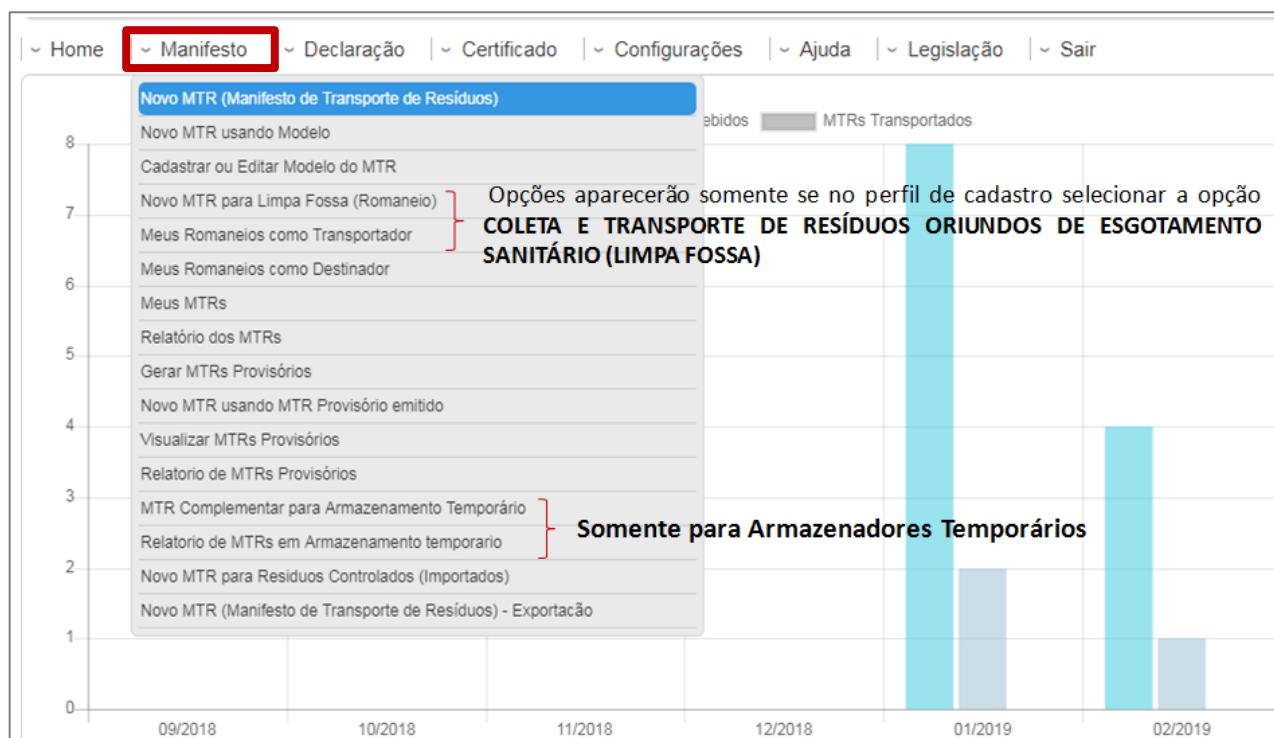 Home Manifesto Declaração Certificado Configurações Ajuda Legislação Sair
Novo MTR (Manifesto de Transporte de Resíduos)
Novo MTR usando Modelo
Cadastrar ou Editar Modelo do MTR
Novo MTR para Limpa Fossa (Romaneio)
Meus Romaneios como Transportador
Meus Romaneios como Destinador
Meus MTRs
Relatório dos MTRs
Gerar MTRs Provisórios
Novo MTR usando MTR Provisório emitido
Visualizar MTRs Provisórios
Relatorio de MTRs Provisórios
MTR Complementar para Armazenamento Temporário
Relatorio de MTRs em Armazenamento temporario
Novo MTR para Residuos Controlados (Importados)
Novo MTR (Manifesto de Transporte de Resíduos) - Exportacão
ebidos MTRs Transportados
Opções aparecerão somente se no perfil de cadastro selecionar a opção
COLETA E TRANSPORTE DE RESÍDUOS ORIUNDOS DE ESGOTAMENTO
SANITÁRIO (LIMPA FOSSA)
Somente para Armazenadores Temporários
8
7
6
5
4
3
2
1
0
09/2018 10/2018 11/2018 12/2018 01/2019 02/2019